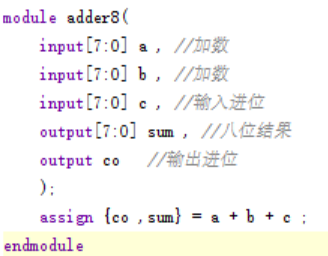 module adder8(
input[7:0] a , //加数
input[7:0] b , //加数
input[7:0] c , //输入进位
output[7:0] sum , //八位结果
output co //输出进位
);
assign {co ,sum} = a + b + c ;
endmodule